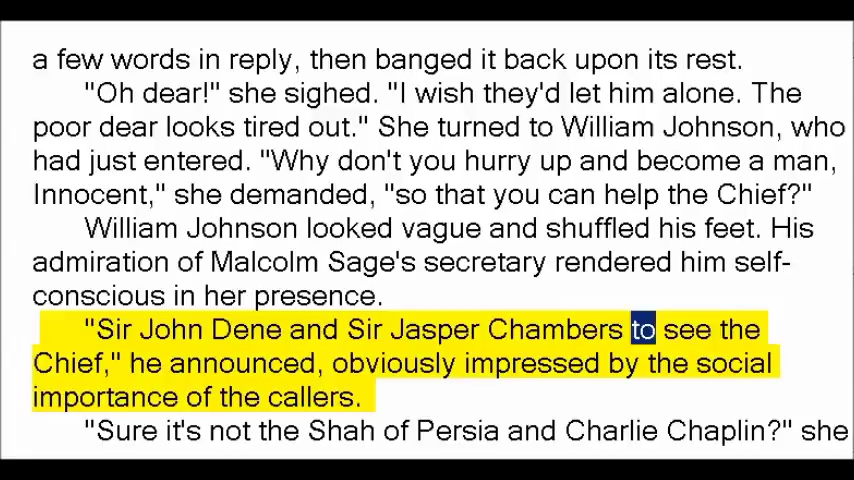 a few words in reply, then banged it back upon its rest.
"Oh dear!" she sighed. "I wish they'd let him alone. The
poor dear looks tired out." She turned to William Johnson, who
had just entered. "Why don't you hurry up and become a man,
Innocent," she demanded, "so that you can help the Chief?"
William Johnson looked vague and shuffled his feet. His
admiration of Malcolm Sage's secretary rendered him self-
conscious in her presence.
"Sir John Dene and Sir Jasper Chambers to see the
Chief," he announced, obviously impressed by the social
importance of the callers.
"Sure it's not the Shah of Persia and Charlie Chaplin?" she